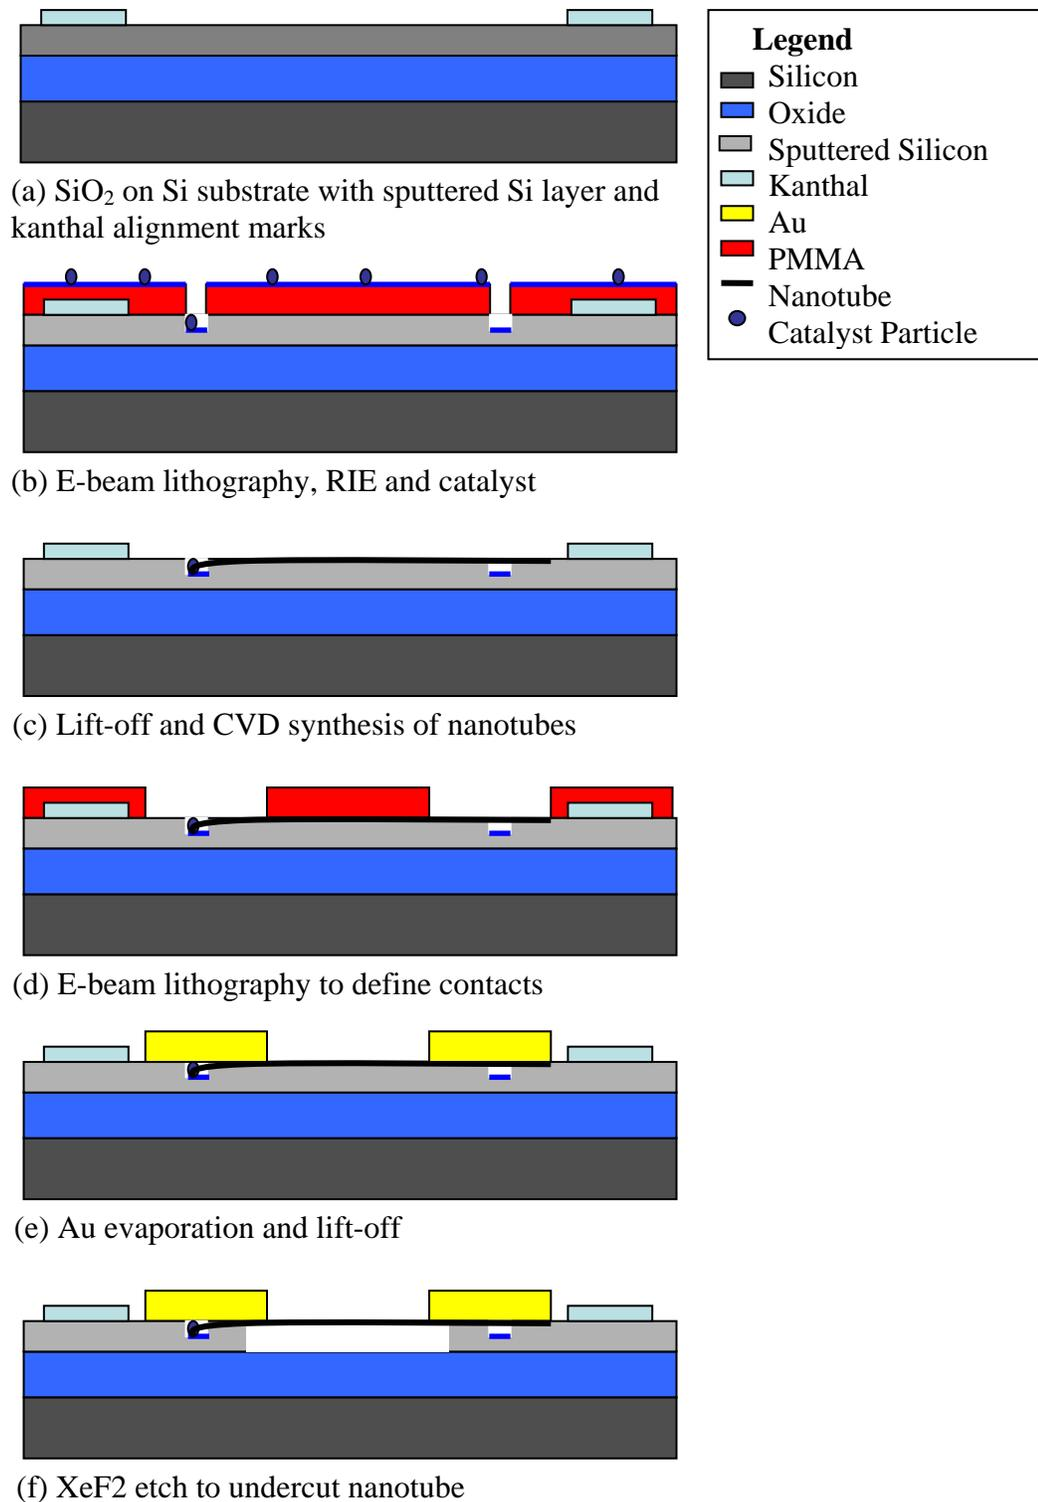 Legend
Silicon
Oxide
Sputtered Silicon
Kanthal
Au
PMMA
Nanotube
Catalyst Particle
(a) SiO₂ on Si substrate with sputtered Si layer and
kanthal alignment marks
(b) E-beam lithography, RIE and catalyst
(c) Lift-off and CVD synthesis of nanotubes
(d) E-beam lithography to define contacts
(e) Au evaporation and lift-off
(f) XeF2 etch to undercut nanotube